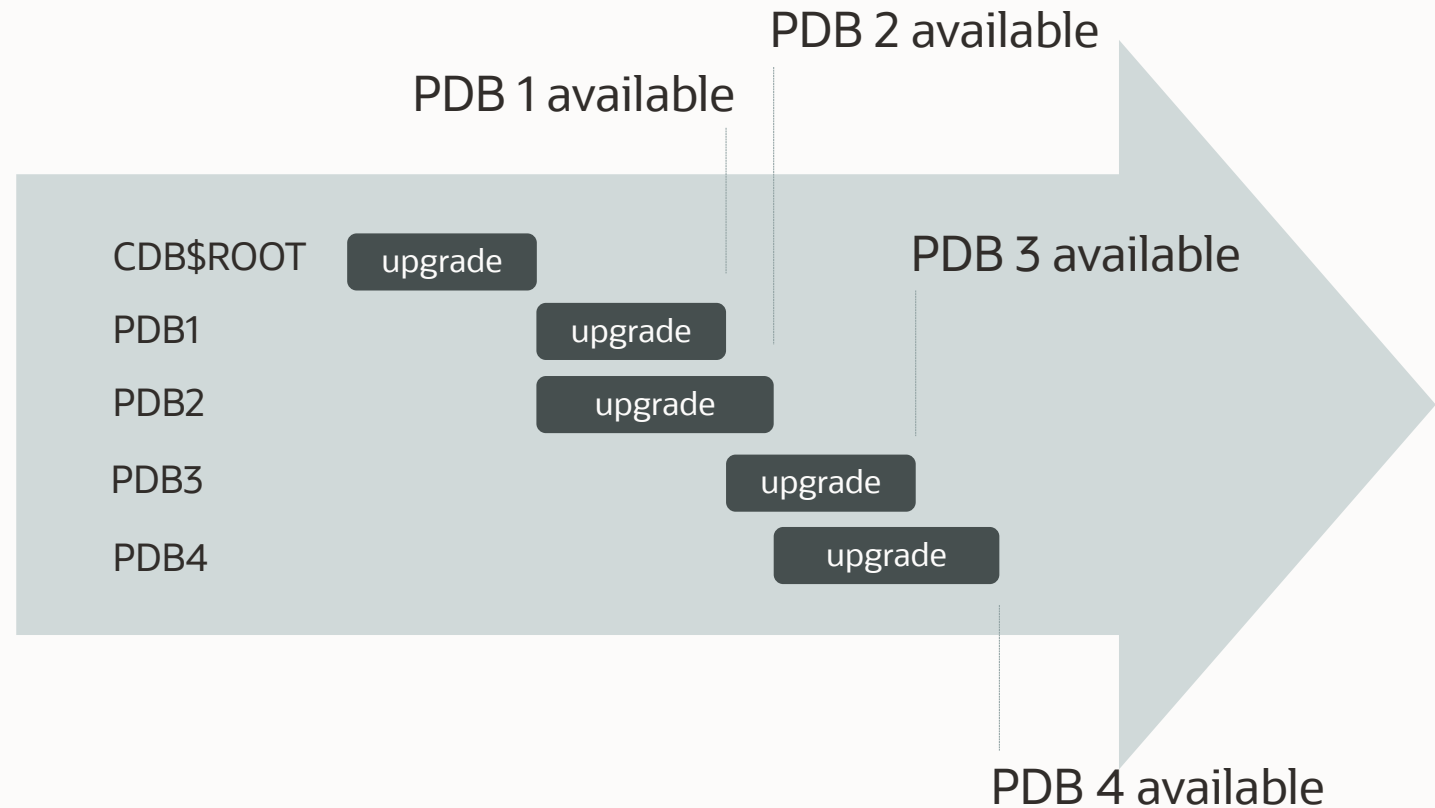 PDB 2 available
PDB 1 available
CDB$ROOT upgrade
PDB 3 available
PDB1 upgrade
PDB2 upgrade
PDB3 upgrade
PDB4 upgrade
PDB 4 available